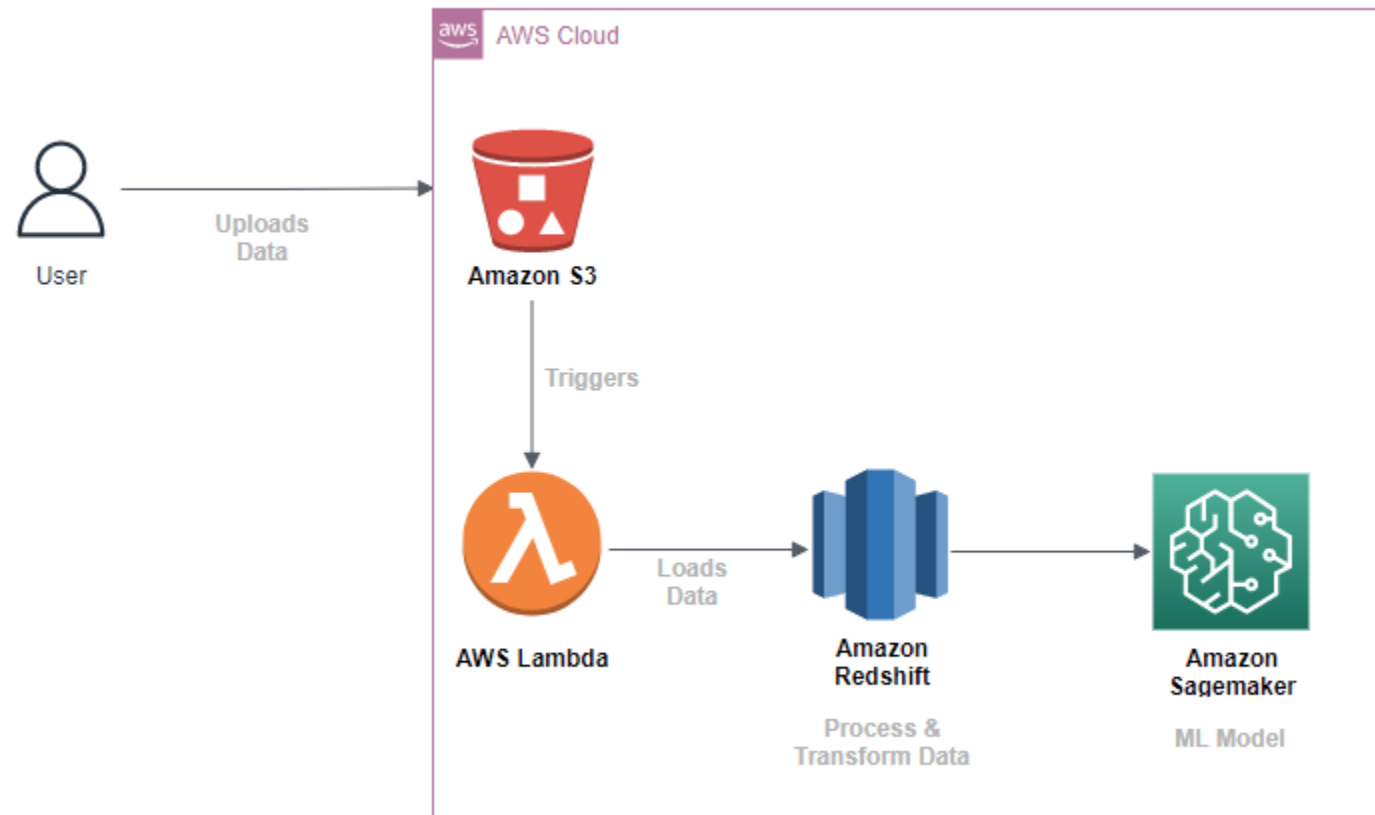 aws
AWS Cloud
Uploads
Data
User
Amazon S3
Triggers
Loads
Data
AWS Lambda
Amazon
Redshift
Process &
Transform Data
Amazon
Sagemaker
ML Model